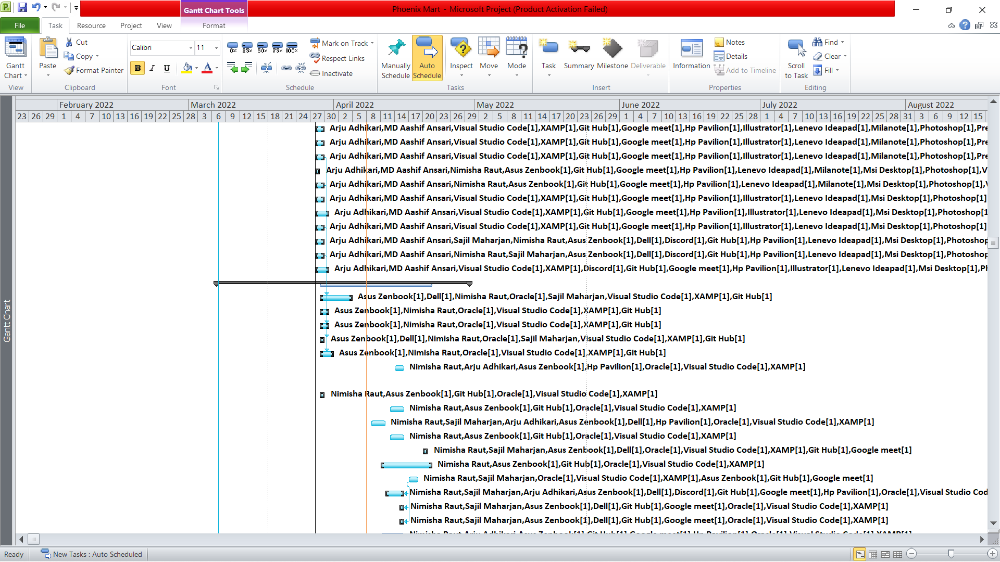 Gantt Chart Tools
Phoenix Mart - Microsoft Project (Product Activation Failed)
File Task Resource Project View Format
Gantt Chart
View
Paste
Cut
Copy
Format Painter
Clipboard
Calibri 11
B I U A
Font
0% 25% 50% 75% 100%
Mark on Track
Respect Links
Inactivate
Schedule
Manually Schedule
Auto Schedule
Inspect
Move
Mode
Tasks
Task
Summary
Milestone
Deliverable
Insert
Information
Notes
Details
Add to Timeline
Properties
Scroll to Task
Find
Clear
Fill
Editing
February 2022 March 2022 April 2022 May 2022 June 2022 July 2022 August 2022
23 26 29 1 4 7 10 13 16 19 22 25 28 3 6 9 12 15 18 21 24 27 30 2 5 8 11 14 17 20 23 26 29 2 5 8 11 14 17 20 23 26 29 1 4 7 10 13 16 19 22 25 28 1 4 7 10 13 16 19 22 25 28 31 3 6 9 12 15
Arju Adhikari,MD Aashif Ansari,Visual Studio Code[1],XAMP[1],Git Hub[1],Google meet[1],Hp Pavilion[1],Illustrator[1],Lenevo Ideapad[1],Milanote[1],Photoshop[1],Pre
Arju Adhikari,MD Aashif Ansari,Visual Studio Code[1],XAMP[1],Git Hub[1],Google meet[1],Hp Pavilion[1],Illustrator[1],Lenevo Ideapad[1],Milanote[1],Photoshop[1],Pre
Arju Adhikari,MD Aashif Ansari,Visual Studio Code[1],XAMP[1],Git Hub[1],Google meet[1],Hp Pavilion[1],Illustrator[1],Lenevo Ideapad[1],Milanote[1],Photoshop[1],Pre
Arju Adhikari,MD Aashif Ansari,Nimisha Raut,Asus Zenbook[1],Git Hub[1],Google meet[1],Hp Pavilion[1],Lenevo Ideapad[1],Milanote[1],Msi Desktop[1],Photoshop[1],V
Arju Adhikari,MD Aashif Ansari,Nimisha Raut,Asus Zenbook[1],Git Hub[1],Google meet[1],Hp Pavilion[1],Lenevo Ideapad[1],Milanote[1],Msi Desktop[1],Photoshop[1],
Arju Adhikari,MD Aashif Ansari,Visual Studio Code[1],XAMP[1],Git Hub[1],Google meet[1],Hp Pavilion[1],Illustrator[1],Lenevo Ideapad[1],Msi Desktop[1],Photoshop[1]
Arju Adhikari,MD Aashif Ansari,Visual Studio Code[1],XAMP[1],Git Hub[1],Google meet[1],Hp Pavilion[1],Illustrator[1],Lenevo Ideapad[1],Msi Desktop[1],Photoshop[1
Arju Adhikari,MD Aashif Ansari,Visual Studio Code[1],XAMP[1],Git Hub[1],Google meet[1],Hp Pavilion[1],Illustrator[1],Lenevo Ideapad[1],Msi Desktop[1],Photoshop[1]
Arju Adhikari,MD Aashif Ansari,Sajil Maharjan,Nimisha Raut,Asus Zenbook[1],Dell[1],Discord[1],Git Hub[1],Hp Pavilion[1],Lenevo Ideapad[1],Msi Desktop[1],Photoshop
Arju Adhikari,MD Aashif Ansari,Nimisha Raut,Sajil Maharjan,Asus Zenbook[1],Dell[1],Discord[1],Git Hub[1],Hp Pavilion[1],Lenevo Ideapad[1],Msi Desktop[1],Photoshop
Arju Adhikari,MD Aashif Ansari,Visual Studio Code[1],XAMP[1],Discord[1],Git Hub[1],Google meet[1],Hp Pavilion[1],Illustrator[1],Lenevo Ideapad[1],Msi Desktop[1],Ph
Asus Zenbook[1],Dell[1],Nimisha Raut,Oracle[1],Sajil Maharjan,Visual Studio Code[1],XAMP[1],Git Hub[1]
Asus Zenbook[1],Nimisha Raut,Oracle[1],Visual Studio Code[1],XAMP[1],Git Hub[1]
Asus Zenbook[1],Nimisha Raut,Oracle[1],Visual Studio Code[1],XAMP[1],Git Hub[1]
Asus Zenbook[1],Dell[1],Nimisha Raut,Oracle[1],Sajil Maharjan,Visual Studio Code[1],XAMP[1],Git Hub[1]
Asus Zenbook[1],Nimisha Raut,Oracle[1],Visual Studio Code[1],XAMP[1],Git Hub[1]
Nimisha Raut,Arju Adhikari,Asus Zenbook[1],Hp Pavilion[1],Oracle[1],Visual Studio Code[1],XAMP[1]
Nimisha Raut,Asus Zenbook[1],Git Hub[1],Oracle[1],Visual Studio Code[1],XAMP[1]
Nimisha Raut,Asus Zenbook[1],Git Hub[1],Oracle[1],Visual Studio Code[1],XAMP[1]
Nimisha Raut,Sajil Maharjan,Arju Adhikari,Asus Zenbook[1],Dell[1],Hp Pavilion[1],Oracle[1],Visual Studio Code[1],XAMP[1]
Nimisha Raut,Asus Zenbook[1],Git Hub[1],Oracle[1],Visual Studio Code[1],XAMP[1]
Nimisha Raut,Sajil Maharjan,Asus Zenbook[1],Dell[1],Oracle[1],Visual Studio Code[1],XAMP[1],Git Hub[1],Google meet[1]
Nimisha Raut,Asus Zenbook[1],Git Hub[1],Oracle[1],Visual Studio Code[1],XAMP[1]
Nimisha Raut,Sajil Maharjan,Oracle[1],Visual Studio Code[1],XAMP[1],Asus Zenbook[1],Git Hub[1],Google meet[1]
Nimisha Raut,Sajil Maharjan,Arju Adhikari,Asus Zenbook[1],Dell[1],Discord[1],Git Hub[1],Google meet[1],Hp Pavilion[1],Oracle[1],Visual Studio Cod
Nimisha Raut,Sajil Maharjan,Asus Zenbook[1],Dell[1],Git Hub[1],Google meet[1],Oracle[1],Visual Studio Code[1],XAMP[1]
Nimisha Raut,Sajil Maharjan,Asus Zenbook[1],Dell[1],Git Hub[1],Google meet[1],Oracle[1],Visual Studio Code[1],XAMP[1]
Nimisha Raut,Arju Adhikari,Asus Zenbook[1],Git Hub[1],Google meet[1],Hp Pavilion[1],Oracle[1],Visual Studio Code[1],XAMP[1]
Gantt Chart
Ready New Tasks : Auto Scheduled